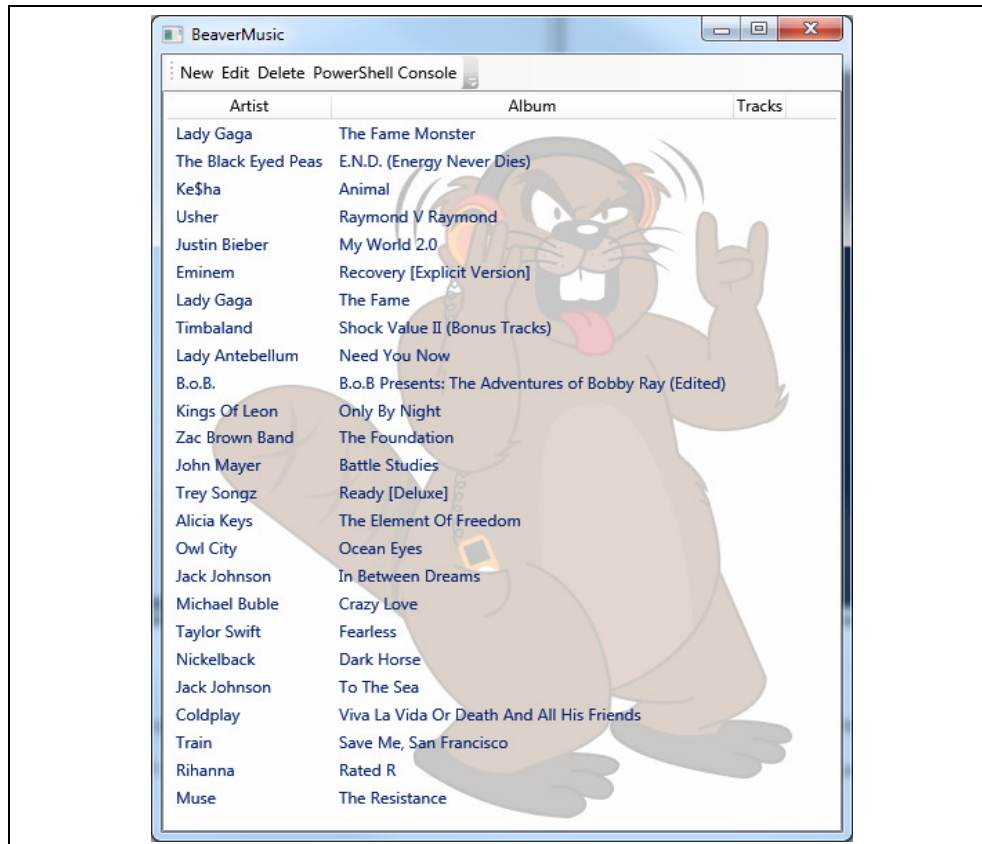 BeaverMusic
New Edit Delete PowerShell Console
Artist Album Tracks
Lady Gaga The Fame Monster
The Black Eyed Peas E.N.D. (Energy Never Dies)
Ke$ha Animal
Usher Raymond V Raymond
Justin Bieber My World 2.0
Eminem Recovery [Explicit Version]
Lady Gaga The Fame
Timbaland Shock Value II (Bonus Tracks)
Lady Antebellum Need You Now
B.o.B. B.o.B Presents: The Adventures of Bobby Ray (Edited)
Kings Of Leon Only By Night
Zac Brown Band The Foundation
John Mayer Battle Studies
Trey Songz Ready [Deluxe]
Alicia Keys The Element Of Freedom
Owl City Ocean Eyes
Jack Johnson In Between Dreams
Michael Buble Crazy Love
Taylor Swift Fearless
Nickelback Dark Horse
Jack Johnson To The Sea
Coldplay Viva La Vida Or Death And All His Friends
Train Save Me, San Francisco
Rihanna Rated R
Muse The Resistance